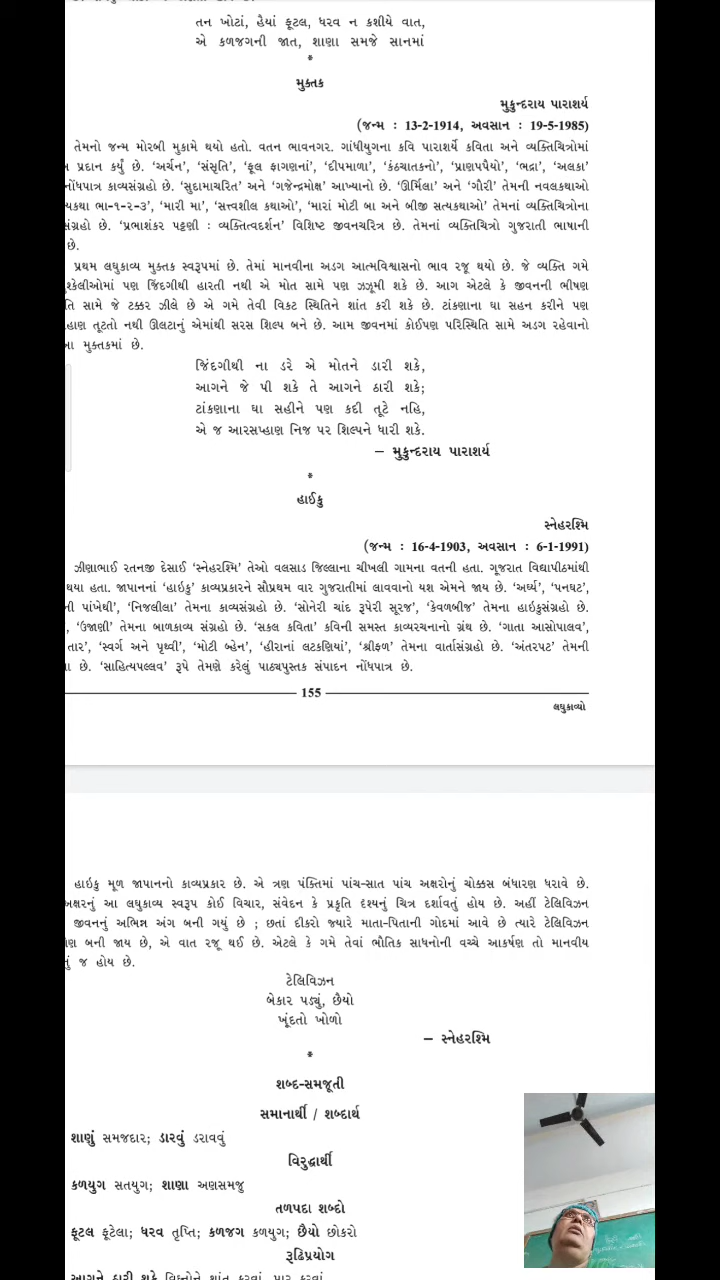 તન ખોટાં, હૈયાં ફૂટલ, ધરવ ન કશીયે વાત,
એ કળજગની જાત, શાણા સમજે સાનમાં
*
મુક્તક
મુકુન્દરાય પારાશર્ય
(જન્મ : 13-2-1914, અવસાન : 19-5-1985)
તેમનો જન્મ મોરબી મુકામે થયો હતો. વતન ભાવનગર. ગાંધીયુગના કવિ પારાશર્યે કવિતા અને વ્યક્તિચિત્રોમાં
પ્રદાન કર્યું છે. ‘અર્ચન’, ‘સંસૃતિ’, ‘ફૂલ ફાગણનાં’, ‘દીપમાળા’, ‘કંઠચાતકનો’, ‘પ્રાણપપૈયો’, ‘ભદ્રા’, ‘અલકા’
નોંધપાત્ર કાવ્યસંગ્રહો છે. ‘સુદામાચરિત’ અને ‘ગજેન્દ્રમોક્ષ’ આખ્યાનો છે. ‘ઊર્મિલા’ અને ‘ગૌરી’ તેમની નવલકથાઓ
ત્યકથા ભા-૧-૨-૩’, ‘મારી મા’, ‘સત્ત્વશીલ કથાઓ’, ‘મારાં મોટી બા અને બીજી સત્યકથાઓ’ તેમનાં વ્યક્તિચિત્રોના
સંગ્રહો છે. ‘પ્રભાશંકર પટ્ટણી : વ્યક્તિત્વદર્શન’ વિશિષ્ટ જીવનચરિત્ર છે. તેમનાં વ્યક્તિચિત્રો ગુજરાતી ભાષાની
છે.
પ્રથમ લઘુકાવ્ય મુક્તક સ્વરૂપમાં છે. તેમાં માનવીના અડગ આત્મવિશ્વાસનો ભાવ રજૂ થયો છે. જે વ્યક્તિ ગમે
શ્કેલીઓમાં પણ જિંદગીથી હારતી નથી એ મોત સામે પણ ઝઝૂમી શકે છે. આગ એટલે કે જીવનની ભીષણ
તિ સામે જે ટક્કર ઝીલે છે એ ગમે તેવી વિકટ સ્થિતિને શાંત કરી શકે છે. ટાંકણાના ઘા સહન કરીને પણ
હાણ તૂટતો નથી ઊલટાનું એમાંથી સરસ શિલ્પ બને છે. આમ જીવનમાં કોઈપણ પરિસ્થિતિ સામે અડગ રહેવાનો
આ મુક્તકમાં છે.
જિંદગીથી ના ડરે એ મોતને ડારી શકે,
આગને જે પી શકે તે આગને ઠારી શકે;
ટાંકણાના ઘા સહીને પણ કદી તૂટે નહિ,
એ જ આરસપ્હાણ નિજ પર શિલ્પને ધારી શકે.
– મુકુન્દરાય પારાશર્ય
*
હાઈકુ
સ્નેહરશ્મિ
(જન્મ : 16-4-1903, અવસાન : 6-1-1991)
ઝીણાભાઈ રતનજી દેસાઈ ‘સ્નેહરશ્મિ’ તેઓ વલસાડ જિલ્લાના ચીખલી ગામના વતની હતા. ગૂજરાત વિદ્યાપીઠમાંથી
થયા હતા. જાપાનનાં ‘હાઇકુ’ કાવ્યપ્રકારને સૌપ્રથમ વાર ગુજરાતીમાં લાવવાનો યશ એમને જાય છે. ‘અર્ઘ્ય’, ‘પનઘટ’,
ની પાંખેથી’, ‘નિજલીલા’ તેમના કાવ્યસંગ્રહો છે. ‘સોનેરી ચાંદ રૂપેરી સૂરજ’, ‘કેવળબીજ’ તેમના હાઇકુસંગ્રહો છે.
, ‘ઉજાણી’ તેમના બાળકાવ્ય સંગ્રહો છે. ‘સકલ કવિતા’ કવિની સમસ્ત કાવ્યરચનાનો ગ્રંથ છે. ‘ગાતા આસોપાલવ’,
તાર’, ‘સ્વર્ગ અને પૃથ્વી’, ‘મોટી બ્હેન’, ‘હીરાનાં લટકણિયાં’, ‘શ્રીફળ’ તેમના વાર્તાસંગ્રહો છે. ‘અંતરપટ’ તેમની
છે. ‘સાહિત્યપલ્લવ’ રૂપે તેમણે કરેલું પાઠ્યપુસ્તક સંપાદન નોંધપાત્ર છે.
155
લઘુકાવ્યો
હાઇકુ મૂળ જાપાનનો કાવ્યપ્રકાર છે. એ ત્રણ પંક્તિમાં પાંચ-સાત પાંચ અક્ષરોનું ચોક્કસ બંધારણ ધરાવે છે.
અક્ષરનું આ લઘુકાવ્ય સ્વરૂપ કોઈ વિચાર, સંવેદન કે પ્રકૃતિ દૃશ્યનું ચિત્ર દર્શાવતું હોય છે. અહીં ટેલિવિઝન
જીવનનું અભિન્ન અંગ બની ગયું છે ; છતાં દીકરો જ્યારે માતા-પિતાની ગોદમાં આવે છે ત્યારે ટેલિવિઝન
ણ બની જાય છે, એ વાત રજૂ થઈ છે. એટલે કે ગમે તેવાં ભૌતિક સાધનોની વચ્ચે આકર્ષણ તો માનવીય
નું જ હોય છે.
ટેલિવિઝન
બેકાર પડ્યું, છૈયો
ખૂંદતો ખોળો
– સ્નેહરશ્મિ
*
શબ્દ-સમજૂતી
સમાનાર્થી / શબ્દાર્થ
શાણું સમજદાર; ડારવું ડરાવવું
વિરુદ્ધાર્થી
કળયુગ સતયુગ; શાણા અણસમજુ
તળપદા શબ્દો
ફૂટલ ફૂટેલા; ધરવ તૃપ્તિ; કળજગ કળયુગ; છૈયો છોકરો
રૂઢિપ્રયોગ
આગને ઠારી શકે વિઘ્નોને શાંત કરવાં, પાર કરવાં